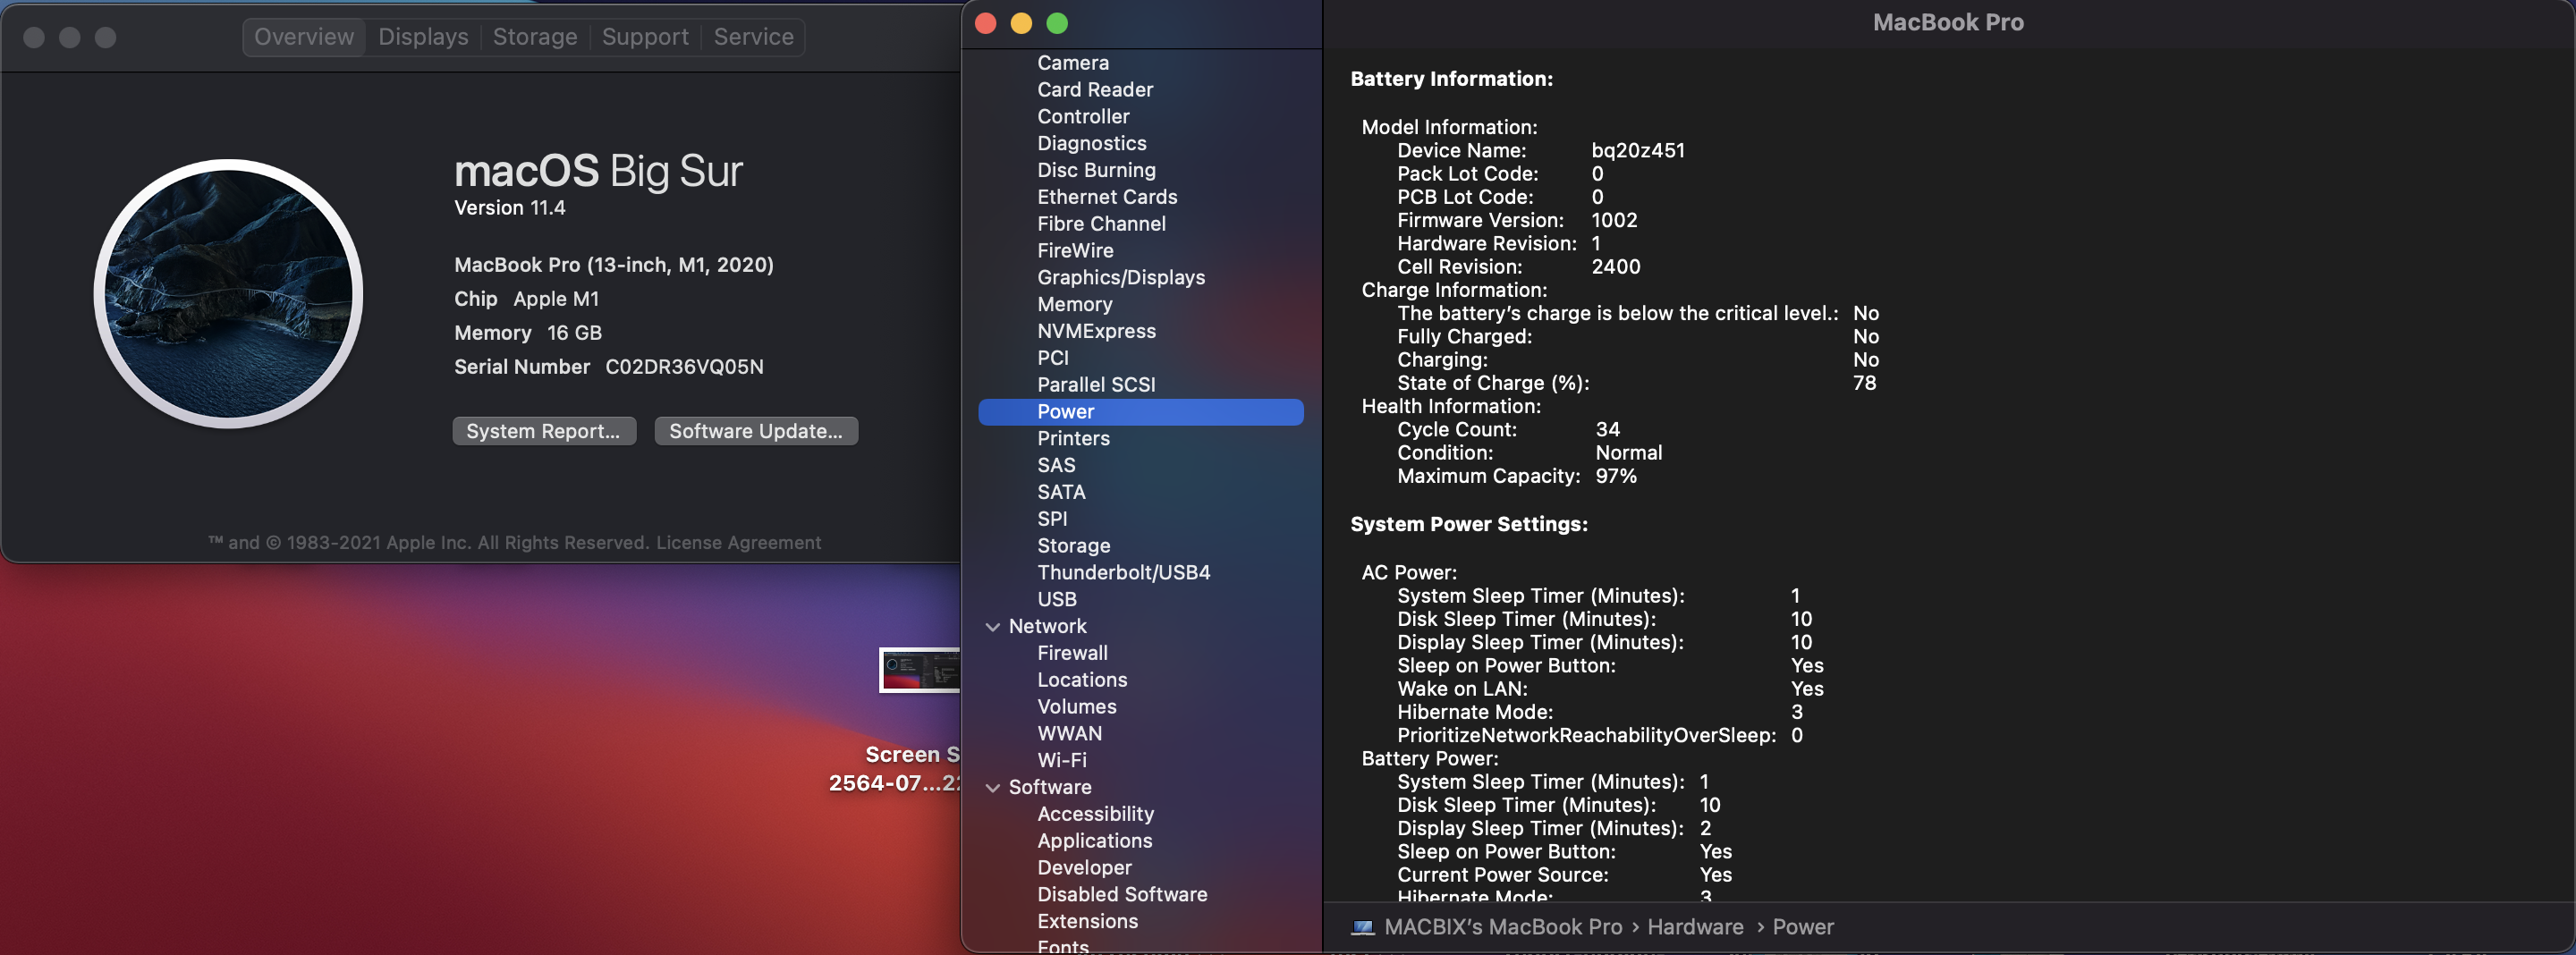 Overview Displays Storage Support Service
macOS Big Sur
Version 11.4
MacBook Pro (13-inch, M1, 2020)
Chip Apple M1
Memory 16 GB
Serial Number C02DR36VQ05N
System Report... Software Update...
™ and © 1983-2021 Apple Inc. All Rights Reserved. License Agreement
Screen S
2564-07...22
Camera
Card Reader
Controller
Diagnostics
Disc Burning
Ethernet Cards
Fibre Channel
FireWire
Graphics/Displays
Memory
NVMExpress
PCI
Parallel SCSI
Power
Printers
SAS
SATA
SPI
Storage
Thunderbolt/USB4
USB
Network
Firewall
Locations
Volumes
WWAN
Wi-Fi
Software
Accessibility
Applications
Developer
Disabled Software
Extensions
Fonts
MacBook Pro
Battery Information:
Model Information:
Device Name: bq20z451
Pack Lot Code: 0
PCB Lot Code: 0
Firmware Version: 1002
Hardware Revision: 1
Cell Revision: 2400
Charge Information:
The battery’s charge is below the critical level.: No
Fully Charged: No
Charging: No
State of Charge (%): 78
Health Information:
Cycle Count: 34
Condition: Normal
Maximum Capacity: 97%
System Power Settings:
AC Power:
System Sleep Timer (Minutes): 1
Disk Sleep Timer (Minutes): 10
Display Sleep Timer (Minutes): 10
Sleep on Power Button: Yes
Wake on LAN: Yes
Hibernate Mode: 3
PrioritizeNetworkReachabilityOverSleep: 0
Battery Power:
System Sleep Timer (Minutes): 1
Disk Sleep Timer (Minutes): 10
Display Sleep Timer (Minutes): 2
Sleep on Power Button: Yes
Current Power Source: Yes
Hibernate Mode: 3
MACBIX’s MacBook Pro › Hardware › Power